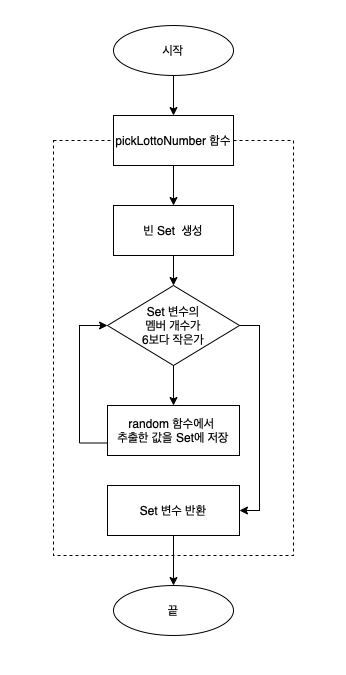 시작
pickLottoNumber 함수
빈 Set 생성
Set 변수의
멤버 개수가
6보다 작은가
random 함수에서
추출한 값을 Set에 저장
Set 변수 반환
끝